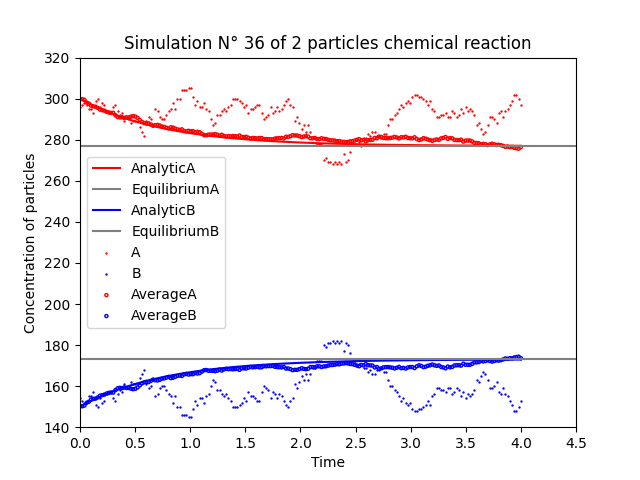 Simulation N° 36 of 2 particles chemical reaction
Concentration of particles
320
300
280
260
240
220
200
180
160
140
AnalyticA
EquilibriumA
AnalyticB
EquilibriumB
A
B
AverageA
AverageB
0.0 0.5 1.0 1.5 2.0 2.5 3.0 3.5 4.0 4.5
Time